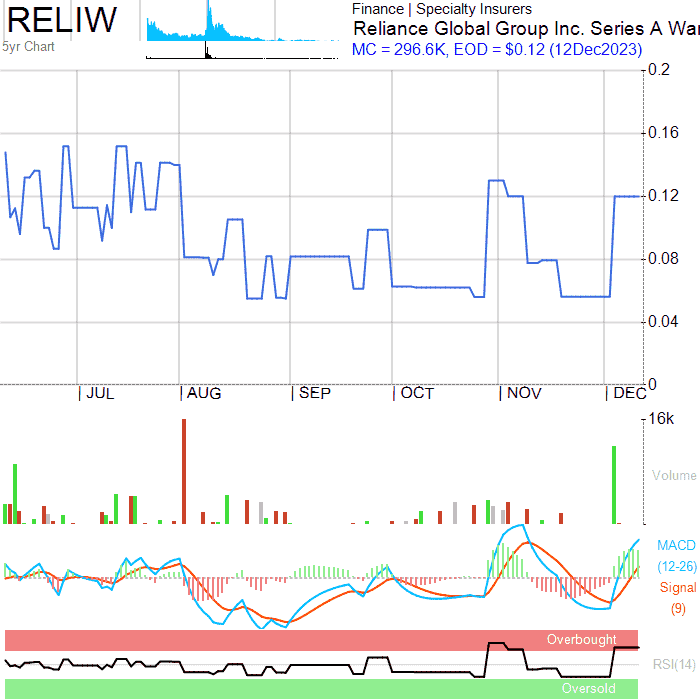 RELIW
5yr Chart
Finance | Specialty Insurers
Reliance Global Group Inc. Series A War
MC = 296.6K, EOD = $0.12 (12Dec2023)
0.2
0.16
0.12
0.08
0.04
0
| JUL | AUG | SEP | OCT | NOV | DEC
16k
Volume
MACD
(12-26)
Signal
(9)
Overbought
RSI(14)
Oversold